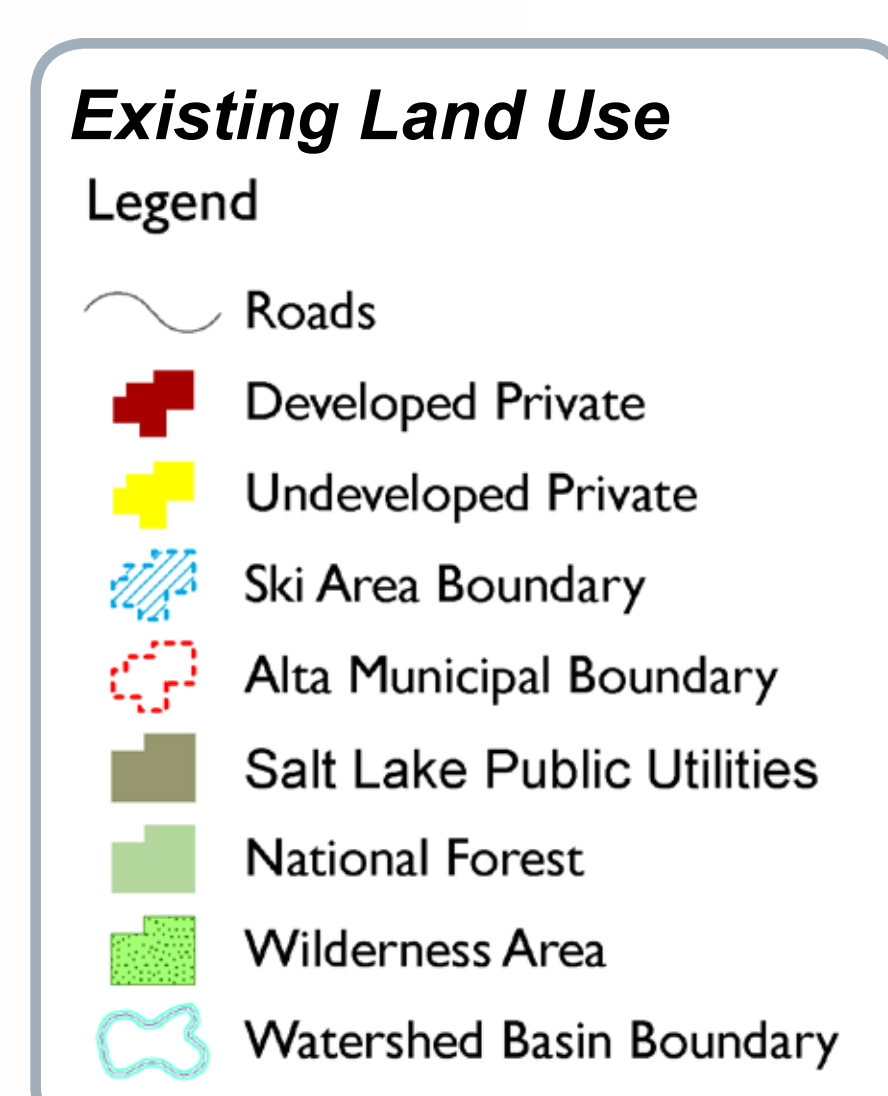 Existing Land Use
Legend
Roads
Developed Private
Undeveloped Private
Ski Area Boundary
Alta Municipal Boundary
Salt Lake Public Utilities
National Forest
Wilderness Area
Watershed Basin Boundary